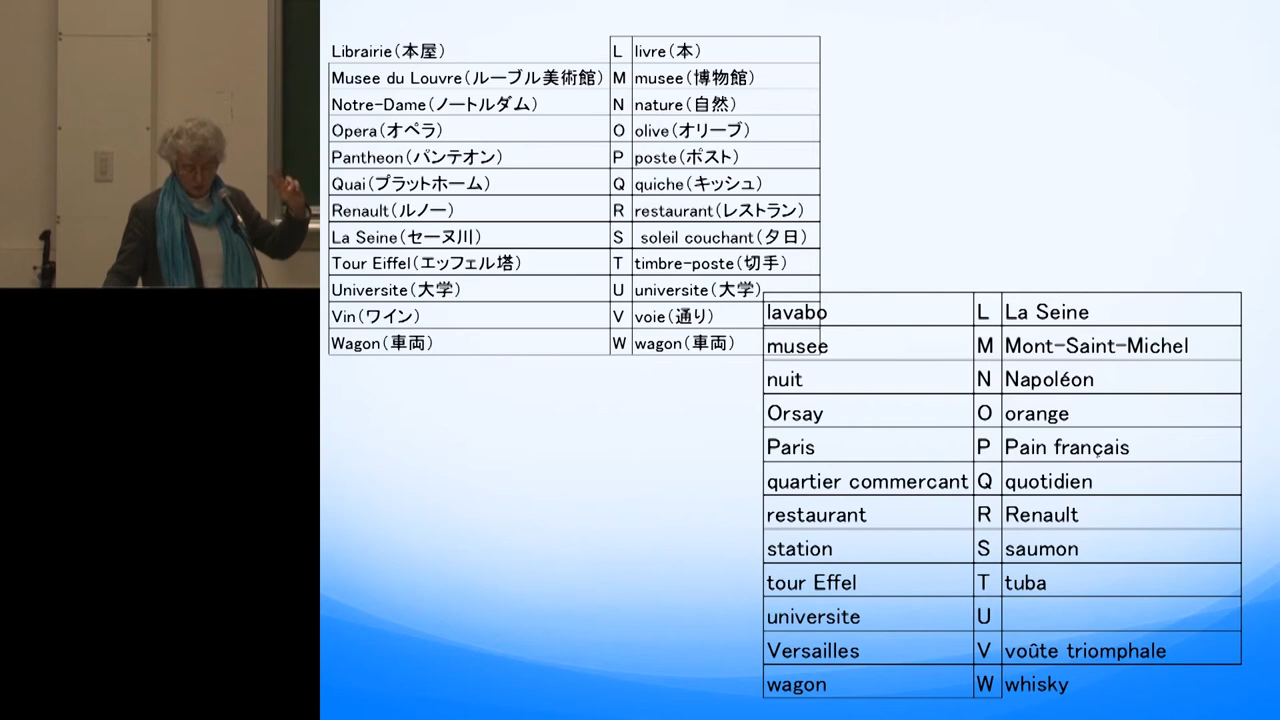 Librairie(本屋) L livre(本)
Musee du Louvre(ルーブル美術館) M musee(博物館)
Notre-Dame(ノートルダム) N nature(自然)
Opera(オペラ) O olive(オリーブ)
Pantheon(パンテオン) P poste(ポスト)
Quai(プラットホーム) Q quiche(キッシュ)
Renault(ルノー) R restaurant(レストラン)
La Seine(セーヌ川) S soleil couchant(夕日)
Tour Eiffel(エッフェル塔) T timbre-poste(切手)
Universite(大学) U universite(大学)
Vin(ワイン) V voie(通り)
Wagon(車両) W wagon(車両)
lavabo L La Seine
musee M Mont-Saint-Michel
nuit N Napoléon
Orsay O orange
Paris P Pain français
quartier commercant Q quotidien
restaurant R Renault
station S saumon
tour Effel T tuba
universite U
Versailles V voûte triomphale
wagon W whisky